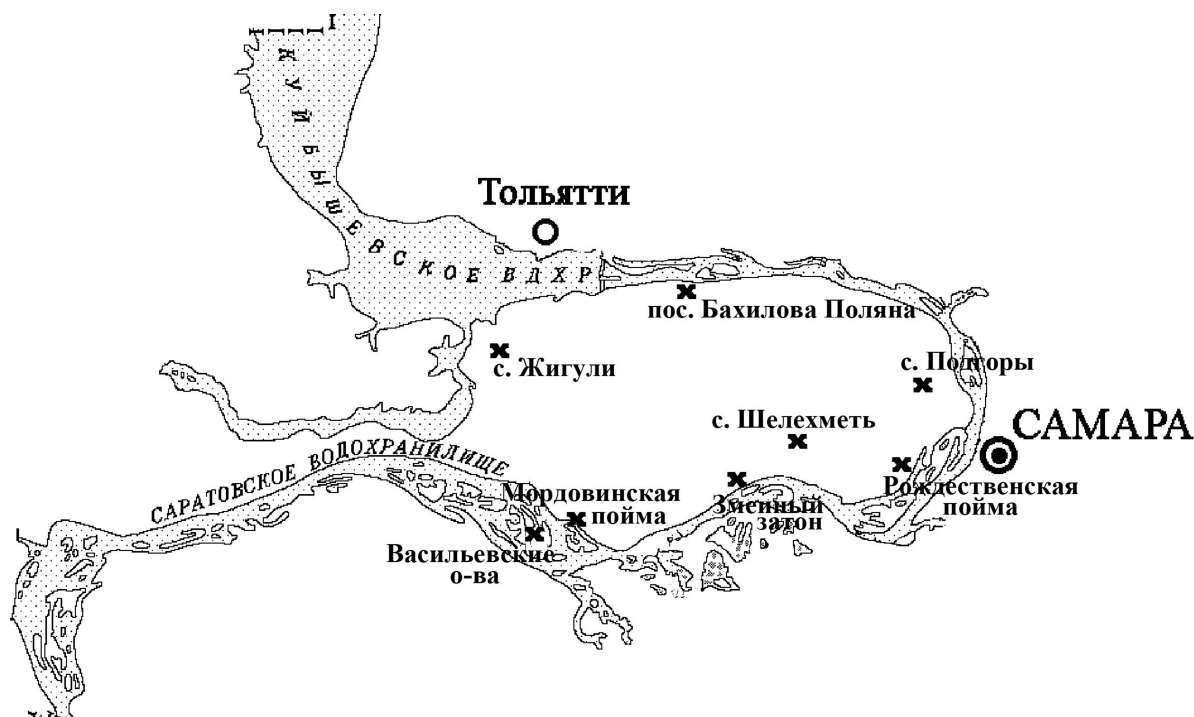 КУЙБЫШЕВСКОЕ ВДХР
Тольятти
пос. Бахилова Поляна
с. Жигули
с. Подгоры
с. Шелехметь
САМАРА
САРАТОВСКОЕ ВОДОХРАНИЛИЩЕ
Мордовинская
пойма
Змеиный
затон
Рождественская
пойма
Васильевские
о-ва